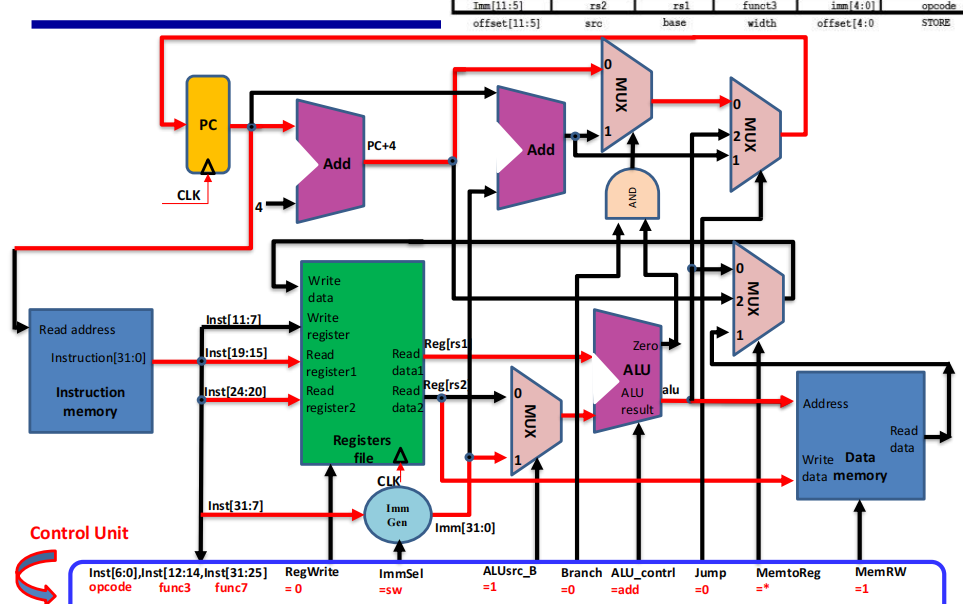 Imm[11:5] rs2 rs1 funct3 imm[4:0] opcode
offset[11:5] src base width offset[4:0 STORE
0
MUX
1
0
MUX
2
1
PC
CLK
Add
PC+4
4
Add
AND
0
MUX
2
1
Write
data
Write
register
Read
register1
Read
register2
Read
data1
Read
data2
Registers
file
CLK
Read address
Instruction[31:0]
Instruction
memory
Inst[11:7]
Inst[19:15]
Inst[24:20]
Inst[31:7]
Reg[rs1
Reg[rs2
0
MUX
1
Zero
ALU
ALU
result
alu
Address
Read
data
Write
data
Data
memory
Imm
Gen
Imm[31:0]
Control Unit
Inst[6:0],Inst[12:14,Inst[31:25] RegWrite ImmSel ALUsrc_B Branch ALU_contrl Jump MemtoReg MemRW
opcode func3 func7 = 0 =sw =1 =0 =add =0 =* =1